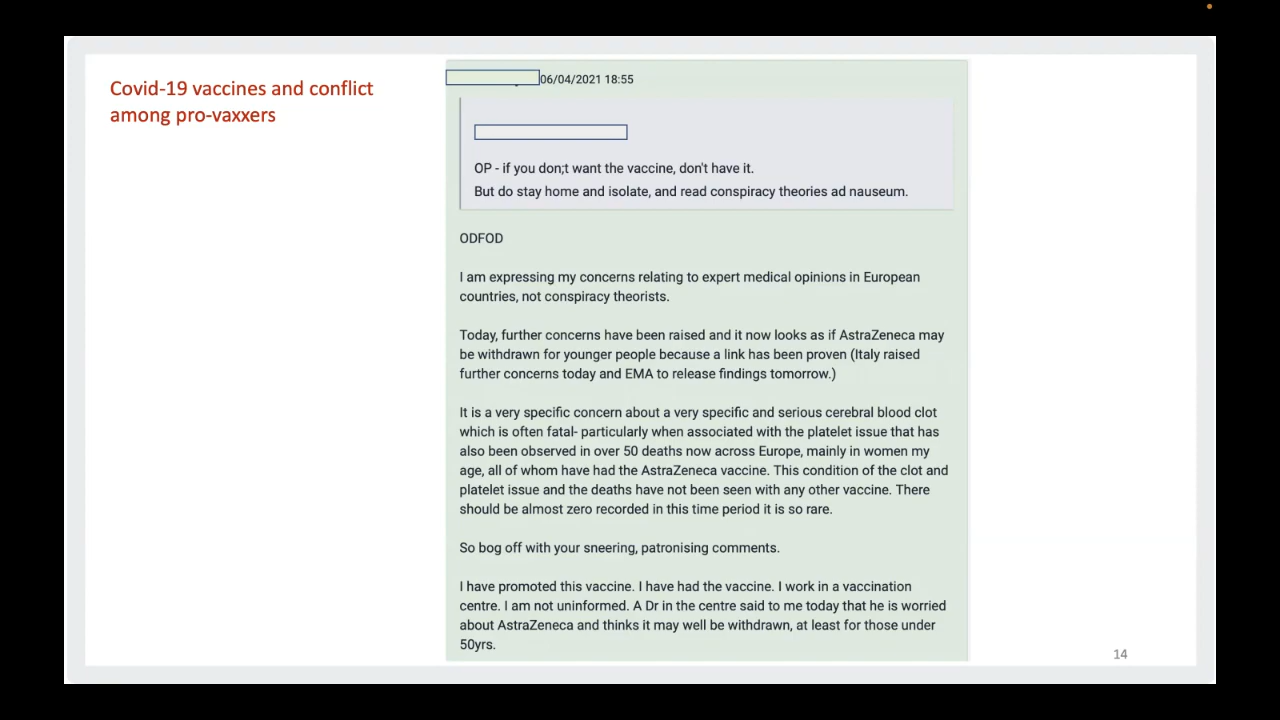 Covid-19 vaccines and conflict
among pro-vaxxers
06/04/2021 18:55
OP - if you don;t want the vaccine, don't have it.
But do stay home and isolate, and read conspiracy theories ad nauseum.
ODFOD
I am expressing my concerns relating to expert medical opinions in European
countries, not conspiracy theorists.
Today, further concerns have been raised and it now looks as if AstraZeneca may
be withdrawn for younger people because a link has been proven (Italy raised
further concerns today and EMA to release findings tomorrow.)
It is a very specific concern about a very specific and serious cerebral blood clot
which is often fatal- particularly when associated with the platelet issue that has
also been observed in over 50 deaths now across Europe, mainly in women my
age, all of whom have had the AstraZeneca vaccine. This condition of the clot and
platelet issue and the deaths have not been seen with any other vaccine. There
should be almost zero recorded in this time period it is so rare.
So bog off with your sneering, patronising comments.
I have promoted this vaccine. I have had the vaccine. I work in a vaccination
centre. I am not uninformed. A Dr in the centre said to me today that he is worried
about AstraZeneca and thinks it may well be withdrawn, at least for those under
50yrs.
14